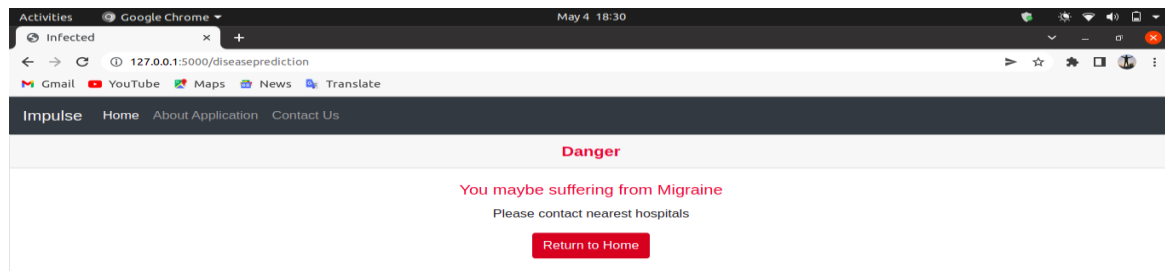 Activities Google Chrome May 4 18:30
Infected
127.0.0.1:5000/diseaseprediction
Gmail YouTube Maps News Translate
Impulse Home About Application Contact Us
Danger
You maybe suffering from Migraine
Please contact nearest hospitals
Return to Home